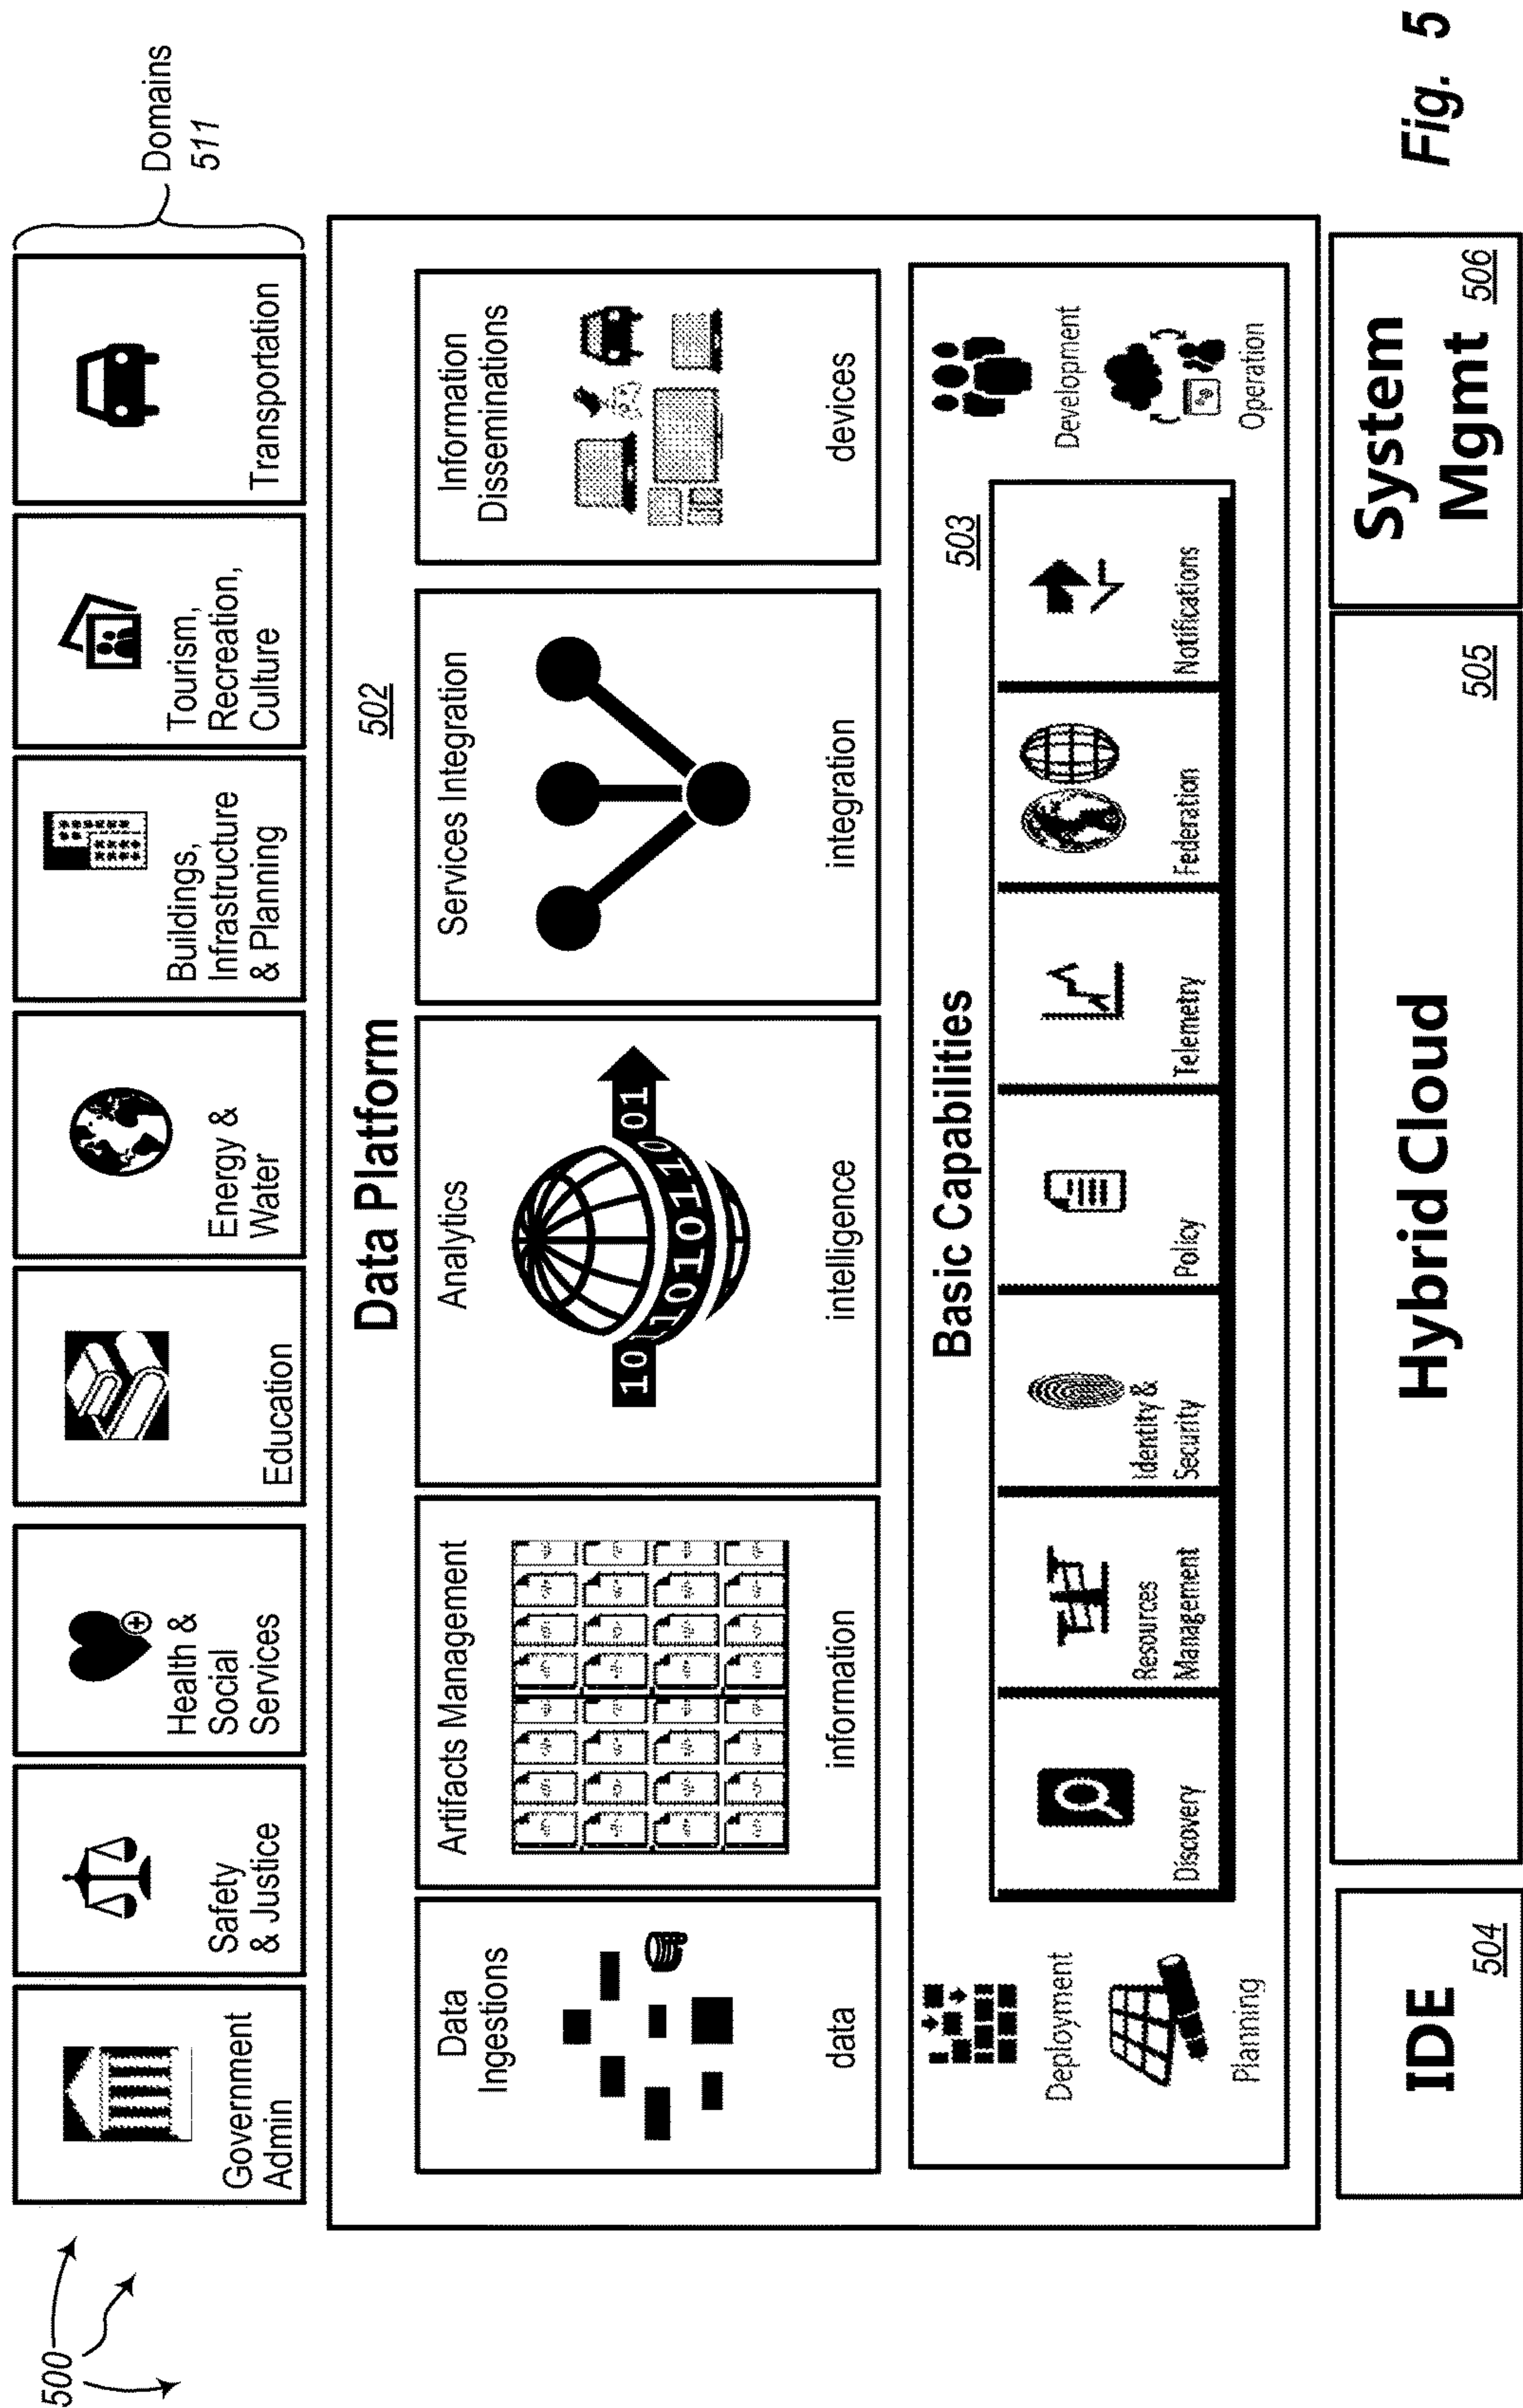 500
Government
Admin
Safety
& Justice
Health &
Social
Services
Education
Energy &
Water
Buildings,
Infrastructure
& Planning
Tourism,
Recreation,
Culture
Transportation
Domains
511
Data Platform
502
Data
Ingestions
data
Artifacts Management
information
Analytics
10110101110 01
intelligence
Services Integration
integration
Information
Disseminations
devices
Basic Capabilities
503
Deployment
Planning
Discovery
Resources
Management
Identity &
Security
Policy
Telemetry
Federation
Notifications
Development
Operation
IDE
504
Hybrid Cloud
505
System
Mgmt
506
Fig. 5